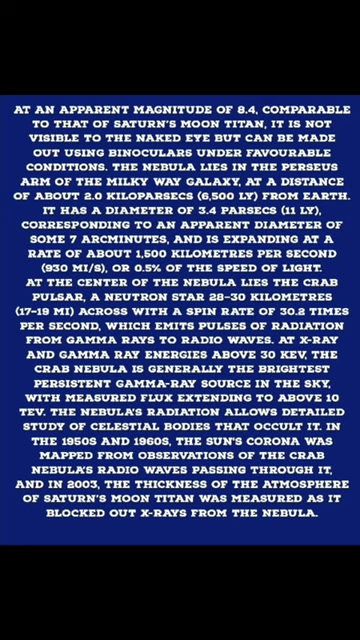 AT AN APPARENT MAGNITUDE OF 8.4, COMPARABLE
TO THAT OF SATURN'S MOON TITAN, IT IS NOT
VISIBLE TO THE NAKED EYE BUT CAN BE MADE
OUT USING BINOCULARS UNDER FAVOURABLE
CONDITIONS. THE NEBULA LIES IN THE PERSEUS
ARM OF THE MILKY WAY GALAXY, AT A DISTANCE
OF ABOUT 2.0 KILOPARSECS (6,500 LY) FROM EARTH.
IT HAS A DIAMETER OF 3.4 PARSECS (11 LY),
CORRESPONDING TO AN APPARENT DIAMETER OF
SOME 7 ARCMINUTES, AND IS EXPANDING AT A
RATE OF ABOUT 1,500 KILOMETRES PER SECOND
(930 MI/S), OR 0.5% OF THE SPEED OF LIGHT.
AT THE CENTER OF THE NEBULA LIES THE CRAB
PULSAR, A NEUTRON STAR 28–30 KILOMETRES
(17–19 MI) ACROSS WITH A SPIN RATE OF 30.2 TIMES
PER SECOND, WHICH EMITS PULSES OF RADIATION
FROM GAMMA RAYS TO RADIO WAVES. AT X-RAY
AND GAMMA RAY ENERGIES ABOVE 30 KEV, THE
CRAB NEBULA IS GENERALLY THE BRIGHTEST
PERSISTENT GAMMA-RAY SOURCE IN THE SKY,
WITH MEASURED FLUX EXTENDING TO ABOVE 10
TEV. THE NEBULA'S RADIATION ALLOWS DETAILED
STUDY OF CELESTIAL BODIES THAT OCCULT IT. IN
THE 1950S AND 1960S, THE SUN'S CORONA WAS
MAPPED FROM OBSERVATIONS OF THE CRAB
NEBULA'S RADIO WAVES PASSING THROUGH IT,
AND IN 2003, THE THICKNESS OF THE ATMOSPHERE
OF SATURN'S MOON TITAN WAS MEASURED AS IT
BLOCKED OUT X-RAYS FROM THE NEBULA.